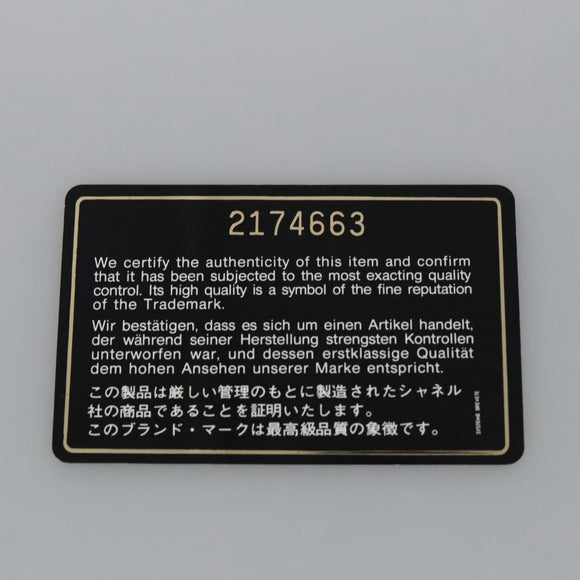 2174663
We certify the authenticity of this item and confirm
that it has been subjected to the most exacting quality
control. Its high quality is a symbol of the fine reputation
of the Trademark.
Wir bestätigen, dass es sich um einen Artikel handelt,
der während seiner Herstellung strengsten Kontrollen
unterworfen war, und dessen erstklassige Qualität
dem hohen Ansehen unserer Marke entspricht.
この製品は厳しい管理のもとに製造されたシャネル
社の商品であることを証明いたします。
このブランド・マークは最高級品質の象徴です。
SYSTEME BREVETE